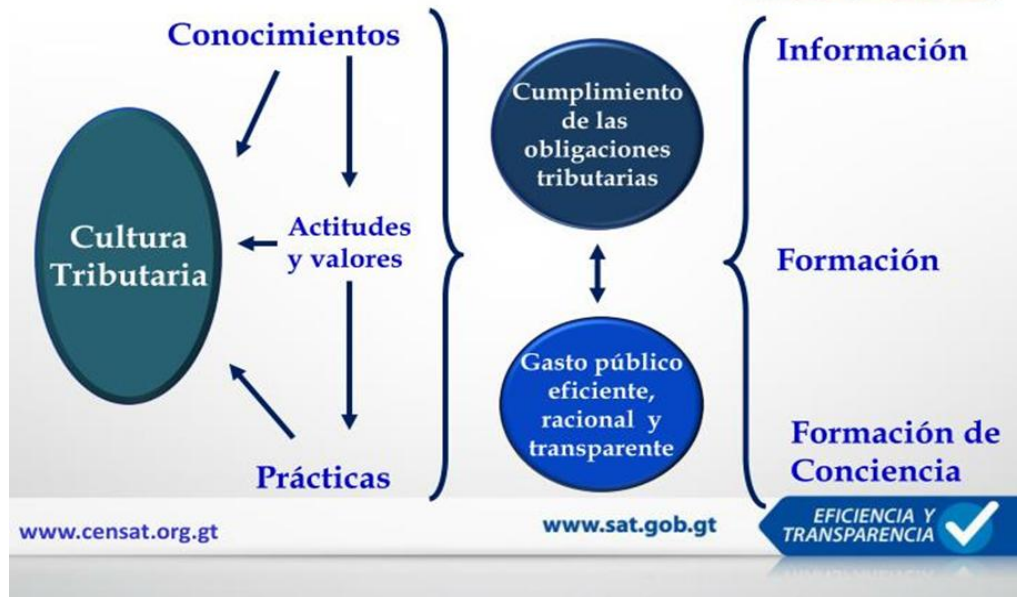 Conocimientos
Cultura
Tributaria
Actitudes
y valores
Prácticas
Cumplimiento
de las
obligaciones
tributarias
Gasto público
eficiente,
racional y
transparente
Información
Formación
Formación de
Conciencia
www.censat.org.gt
www.sat.gob.gt
EFICIENCIA Y
TRANSPARENCIA